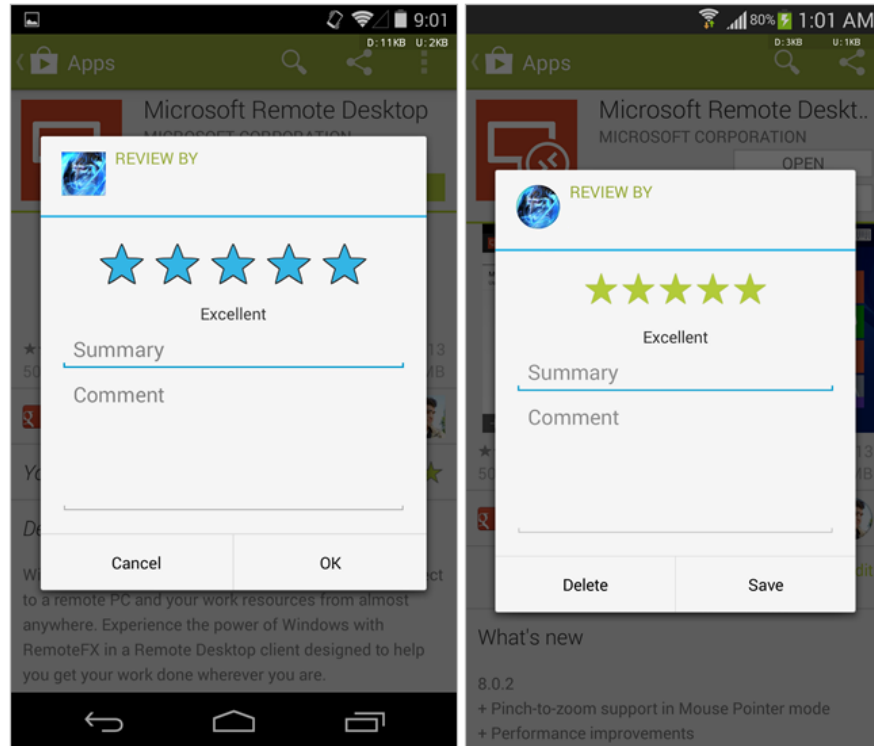 9:01
D: 11KB U: 2KB
Apps
Microsoft Remote Desktop
MICROSOFT CORPORATION
REVIEW BY
Excellent
Summary
Comment
Cancel
OK
to a remote PC and your work resources from almost
anywhere. Experience the power of Windows with
RemoteFX in a Remote Desktop client designed to help
you get your work done wherever you are.
80% 1:01 AM
D: 3KB U: 1KB
Apps
Microsoft Remote Deskt..
MICROSOFT CORPORATION
OPEN
REVIEW BY
Excellent
Summary
Comment
Delete
Save
What's new
8.0.2
+ Pinch-to-zoom support in Mouse Pointer mode
+ Performance improvements